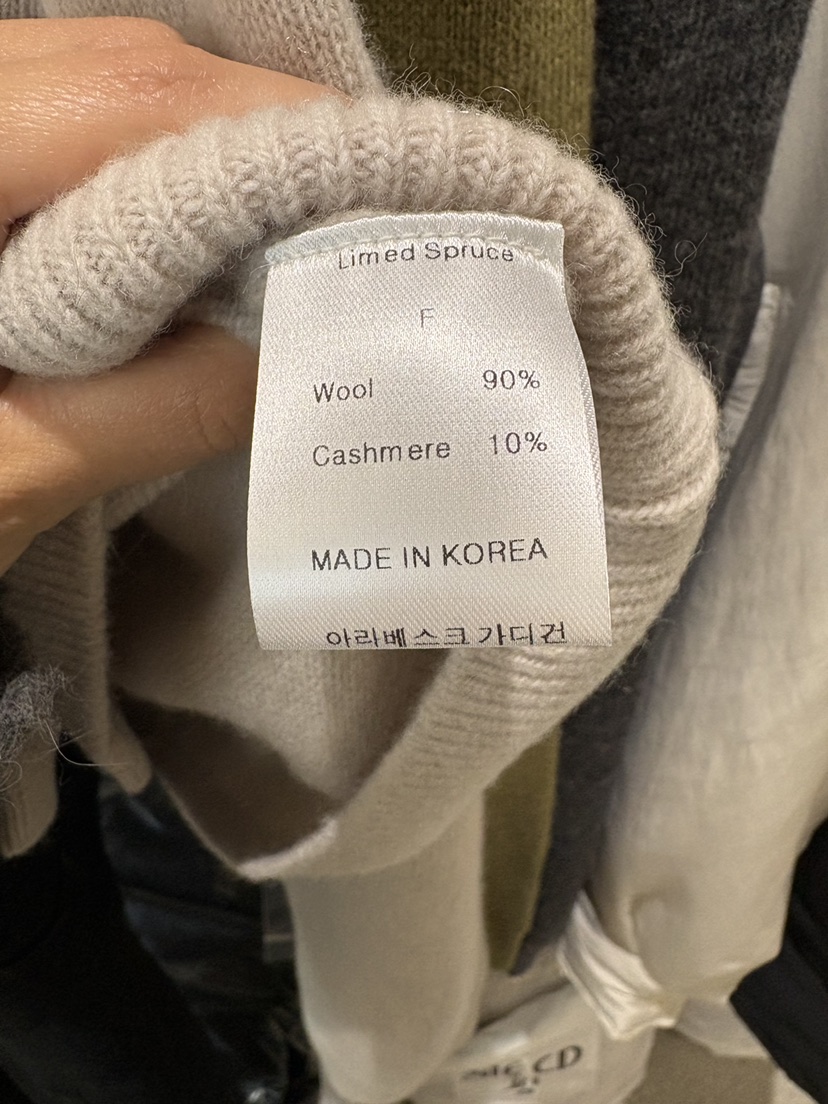 Limed Spruce
F
Wool 90%
Cashmere 10%
MADE IN KOREA
아라베스크가디건